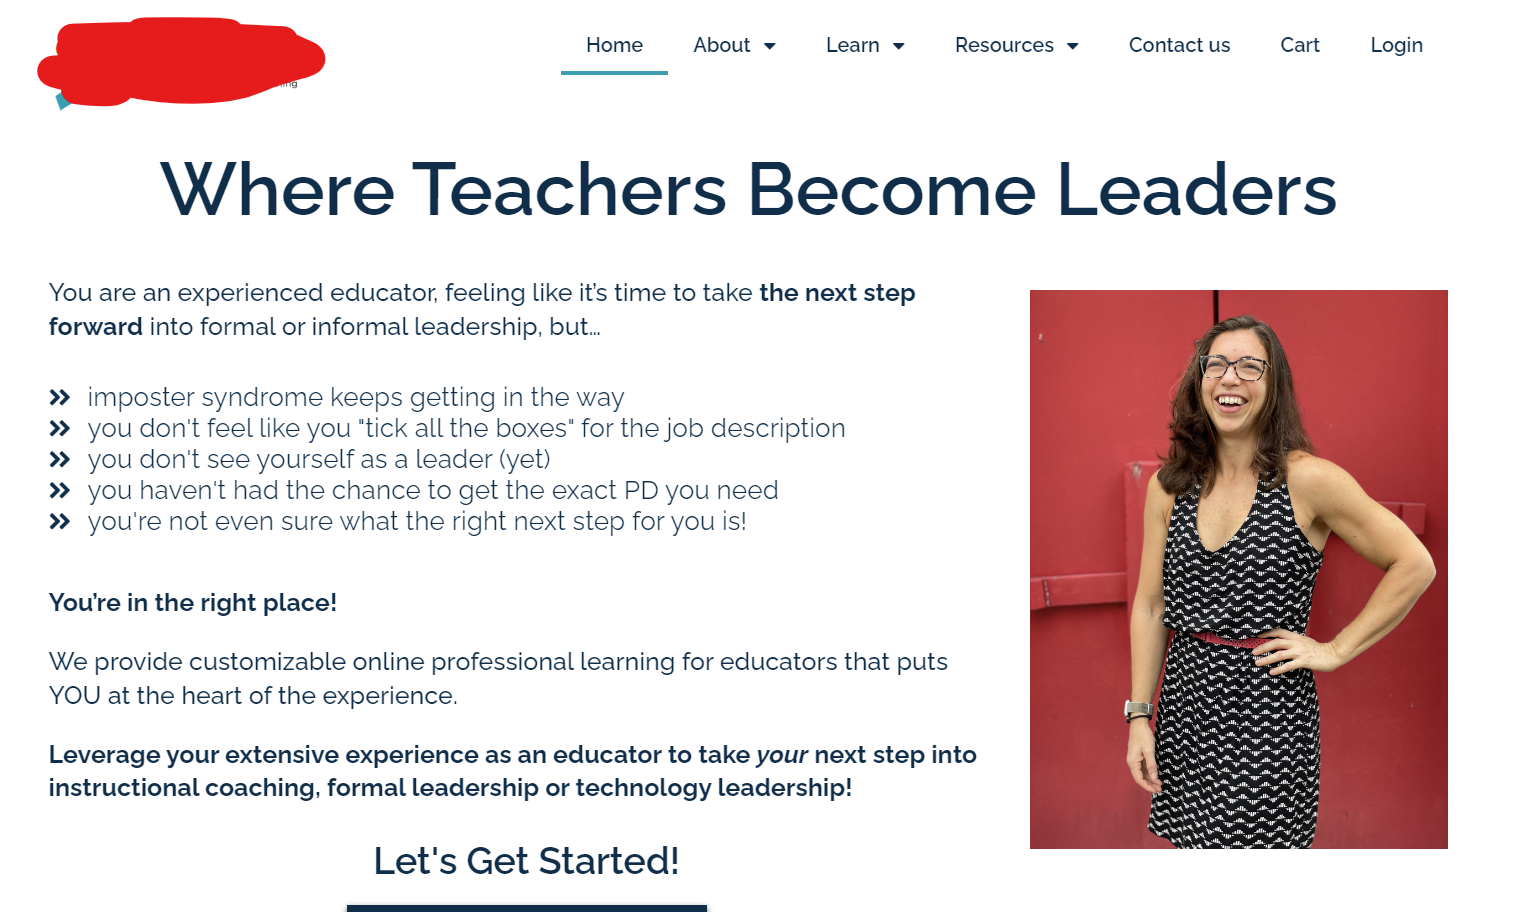 Home About Learn Resources Contact us Cart Login
Where Teachers Become Leaders
You are an experienced educator, feeling like it’s time to take the next step
forward into formal or informal leadership, but…
imposter syndrome keeps getting in the way
you don't feel like you "tick all the boxes" for the job description
you don't see yourself as a leader (yet)
you haven't had the chance to get the exact PD you need
you're not even sure what the right next step for you is!
You’re in the right place!
We provide customizable online professional learning for educators that puts
YOU at the heart of the experience.
Leverage your extensive experience as an educator to take your next step into
instructional coaching, formal leadership or technology leadership!
Let's Get Started!